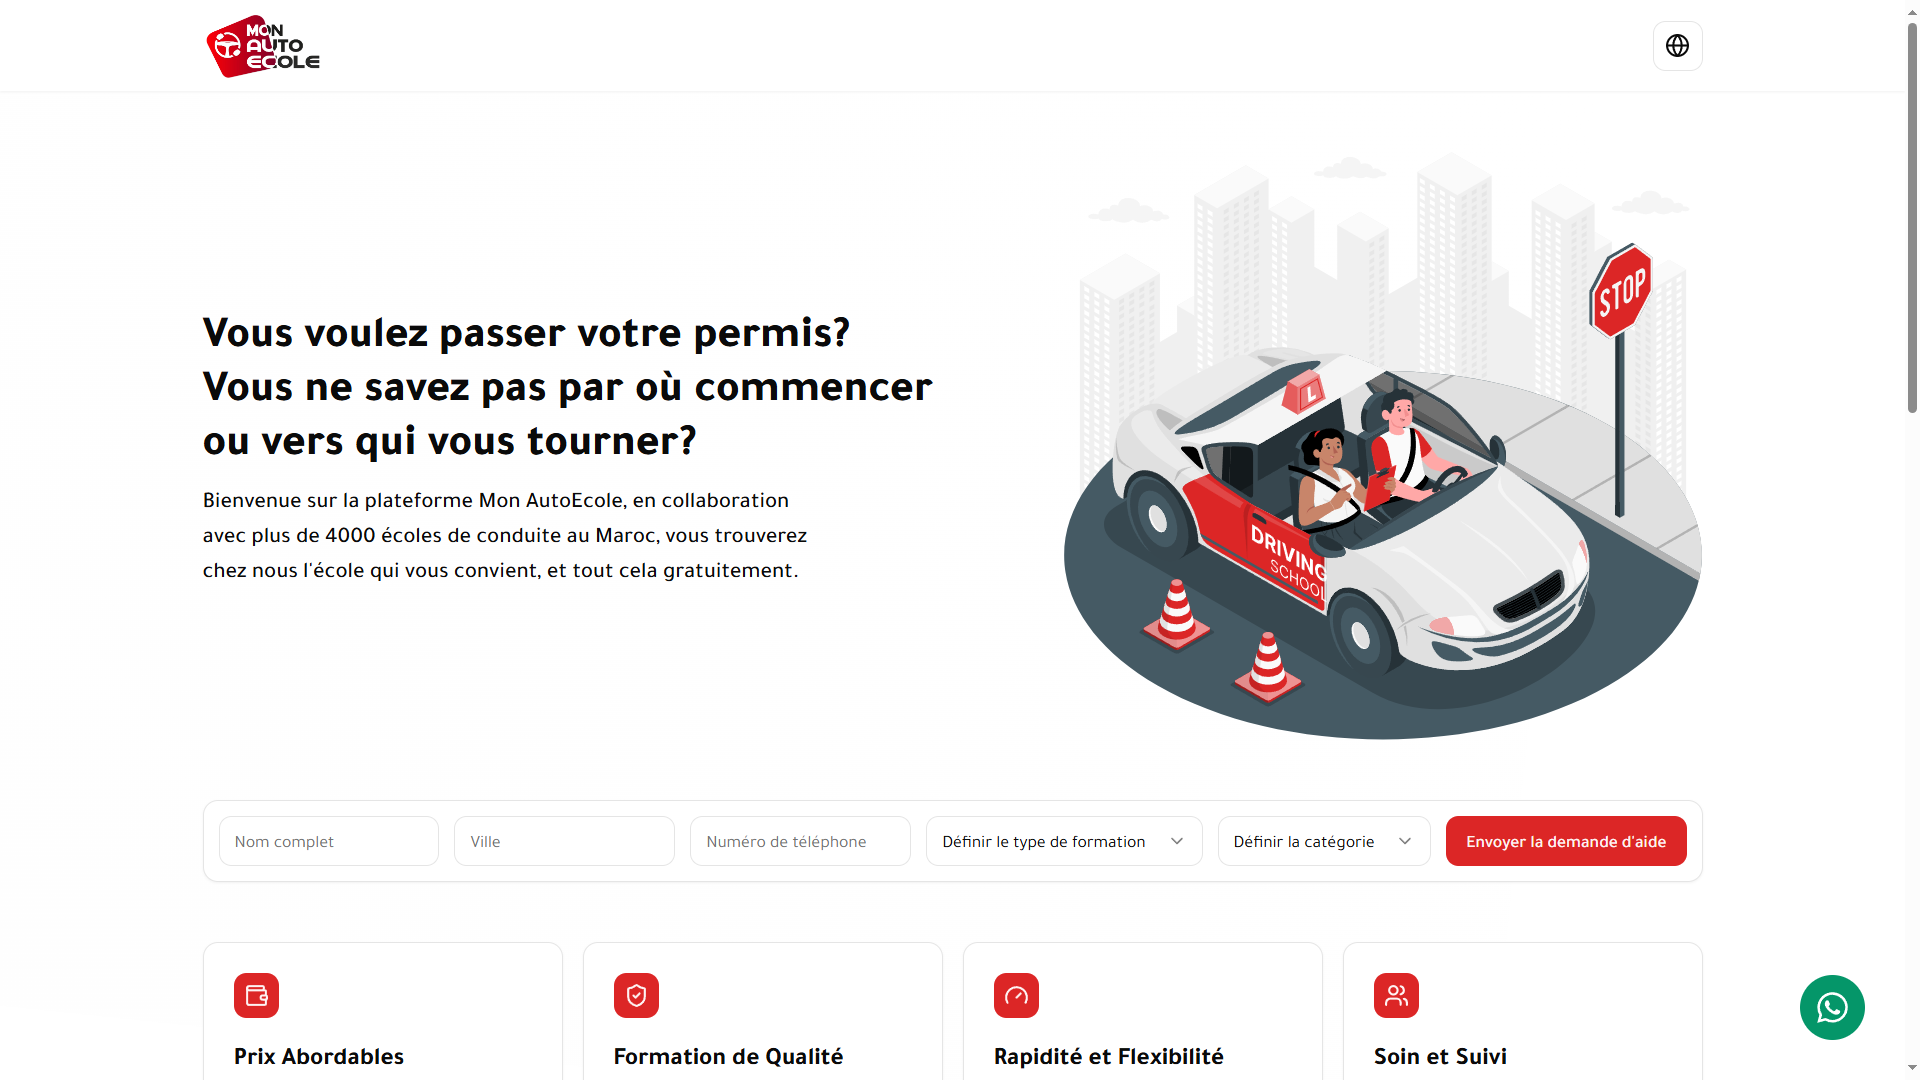 MON
AUTO
ECOLE
Vous voulez passer votre permis?
Vous ne savez pas par où commencer
ou vers qui vous tourner?
Bienvenue sur la plateforme Mon AutoEcole, en collaboration
avec plus de 4000 écoles de conduite au Maroc, vous trouverez
chez nous l'école qui vous convient, et tout cela gratuitement.
STOP
L
DRIVING
SCHOOL
Nom complet
Ville
Numéro de téléphone
Définir le type de formation
Définir la catégorie
Envoyer la demande d'aide
Prix Abordables
Formation de Qualité
Rapidité et Flexibilité
Soin et Suivi